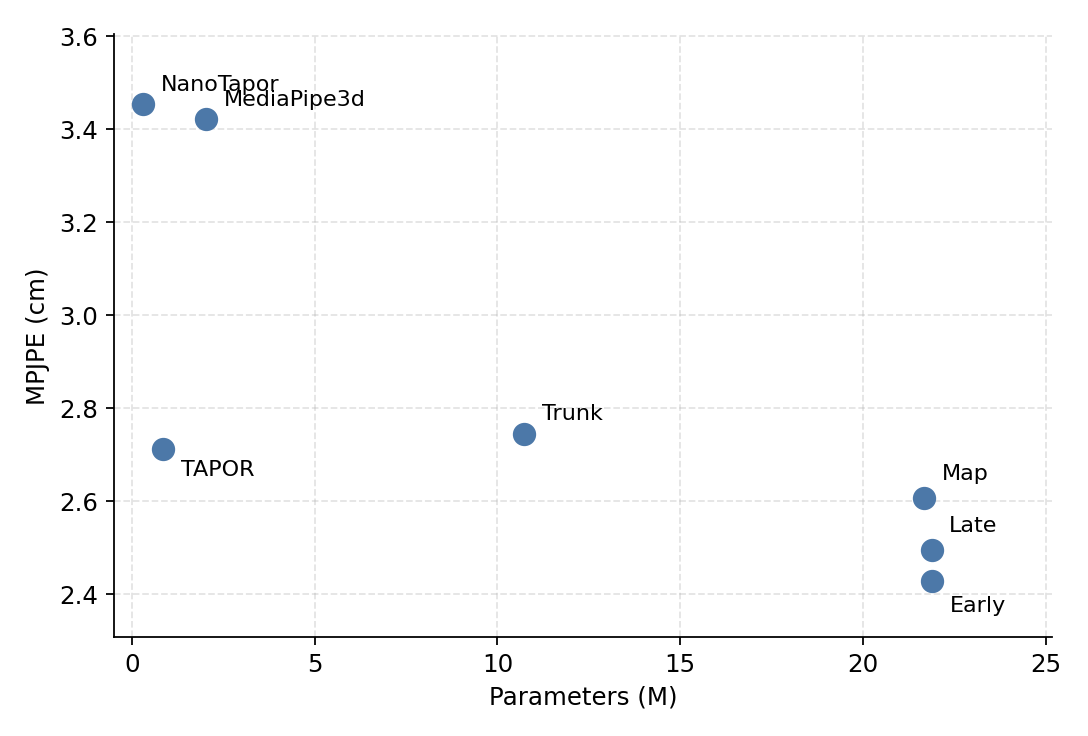 3.6
3.4
3.2
3.0
2.8
2.6
2.4
MPJPE (cm)
NanoTapor
MediaPipe3d
Trunk
TAPOR
Map
Late
Early
0 5 10 15 20 25
Parameters (M)